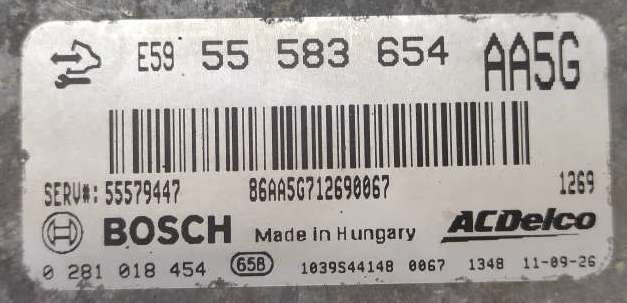 E59 55 583 654 AA5G
SERV#: 55579447 86AA5G712690067 1269
BOSCH Made in Hungary ACDelco
0 281 018 454 65B 1039S44148 0067 1348 11-09-26